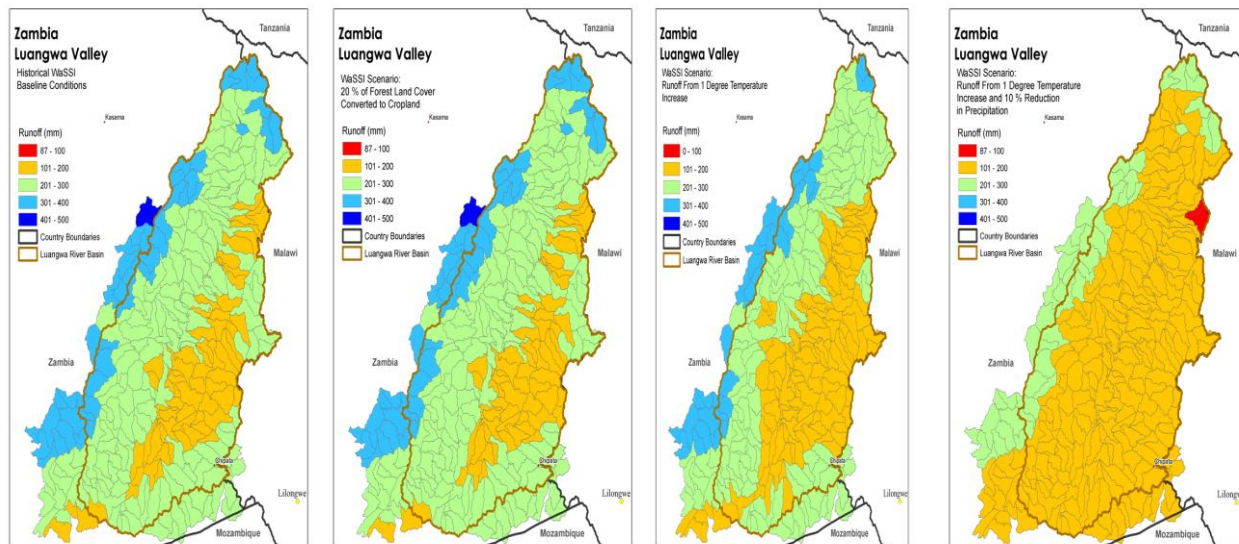 Zambia
Luangwa Valley
Historical WaSSI
Baseline Conditions
Runoff (mm)
87 - 100
101 - 200
201 - 300
301 - 400
401 - 500
Country Boundaries
Luangwa River Basin
Tanzania
Kasama
Malawi
Zambia
Chipata
Lilongwe
Mozambique
Zambia
Luangwa Valley
WaSSI Scenario:
20 % of Forest Land Cover
Converted to Cropland
Runoff (mm)
87 - 100
101 - 200
201 - 300
301 - 400
401 - 500
Country Boundaries
Luangwa River Basin
Tanzania
Kasama
Malawi
Zambia
Chipata
Lilongwe
Mozambique
Zambia
Luangwa Valley
WaSSI Scenario:
Runoff From 1 Degree Temperature
Increase
Runoff (mm)
0 - 100
101 - 200
201 - 300
301 - 400
401 - 500
Country Boundaries
Luangwa River Basin
Tanzania
Kasama
Malawi
Zambia
Chipata
Lilongwe
Mozambique
Zambia
Luangwa Valley
WaSSI Scenario:
Runoff From 1 Degree Temperature
Increase and 10 % Reduction
in Precipitation
Runoff (mm)
87 - 100
101 - 200
201 - 300
301 - 400
401 - 500
Country Boundaries
Luangwa River Basin
Tanzania
Kasama
Malawi
Zambia
Chipata
Lilongwe
Mozambique